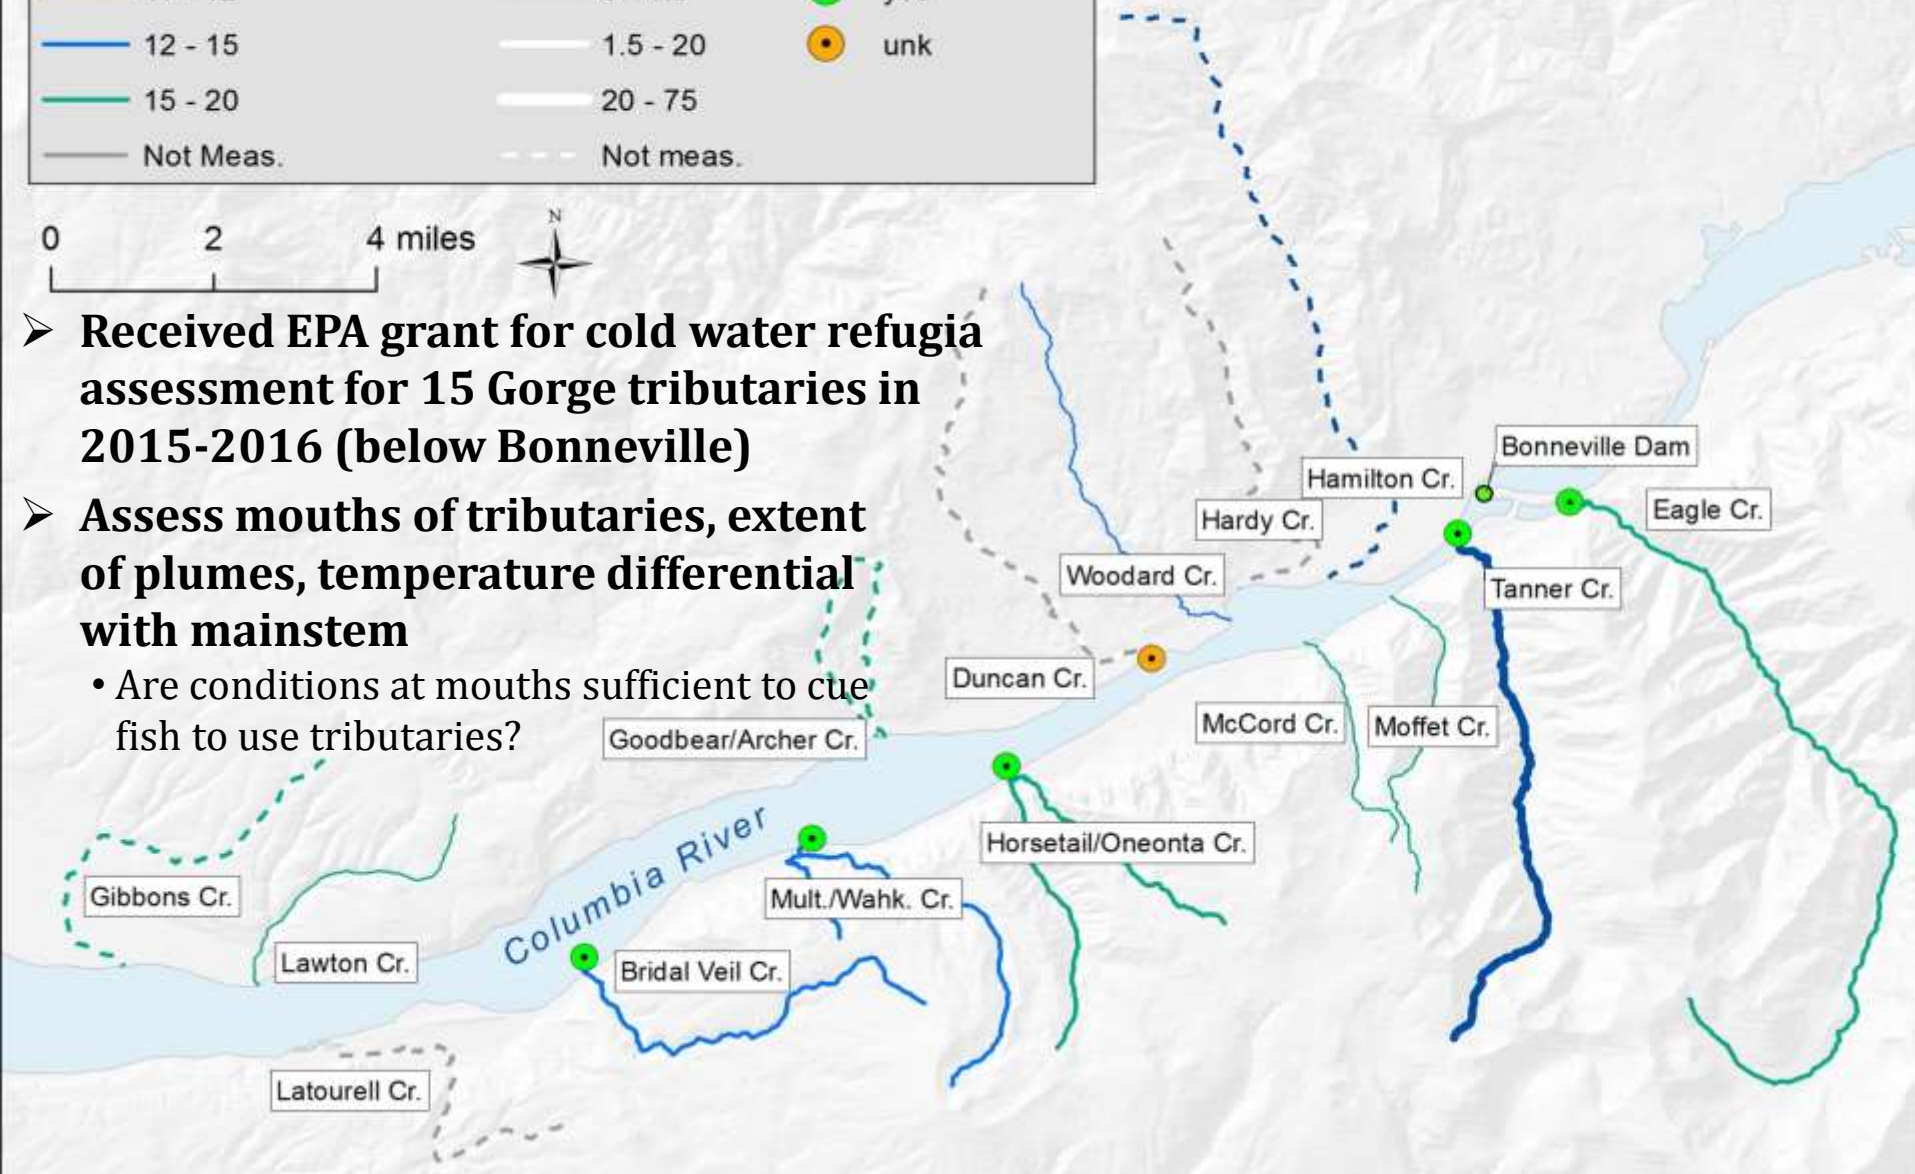 12 - 15
1.5 - 20
unk
15 - 20
20 - 75
Not Meas.
Not meas.
0 2 4 miles
N
➢ Received EPA grant for cold water refugia
assessment for 15 Gorge tributaries in
2015-2016 (below Bonneville)
➢ Assess mouths of tributaries, extent
of plumes, temperature differential
with mainstem
• Are conditions at mouths sufficient to cue
fish to use tributaries?
Bonneville Dam
Hamilton Cr.
Eagle Cr.
Hardy Cr.
Woodard Cr.
Tanner Cr.
Duncan Cr.
McCord Cr.
Moffet Cr.
Goodbear/Archer Cr.
Horsetail/Oneonta Cr.
Columbia River
Gibbons Cr.
Mult./Wahk. Cr.
Lawton Cr.
Bridal Veil Cr.
Latourell Cr.